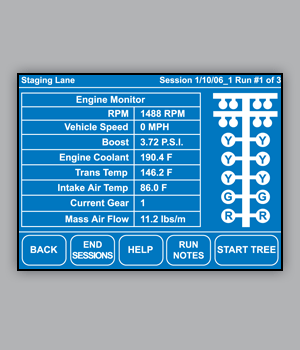 Staging Lane Session 1/10/06_1 Run #1 of 3
Engine Monitor
RPM 1488 RPM
Vehicle Speed 0 MPH
Boost 3.72 P.S.I.
Engine Coolant 190.4 F
Trans Temp 146.2 F
Intake Air Temp 86.0 F
Current Gear 1
Mass Air Flow 11.2 lbs/m
Y Y
Y Y
Y Y
G G
R R
BACK
END
SESSIONS
HELP
RUN
NOTES
START TREE